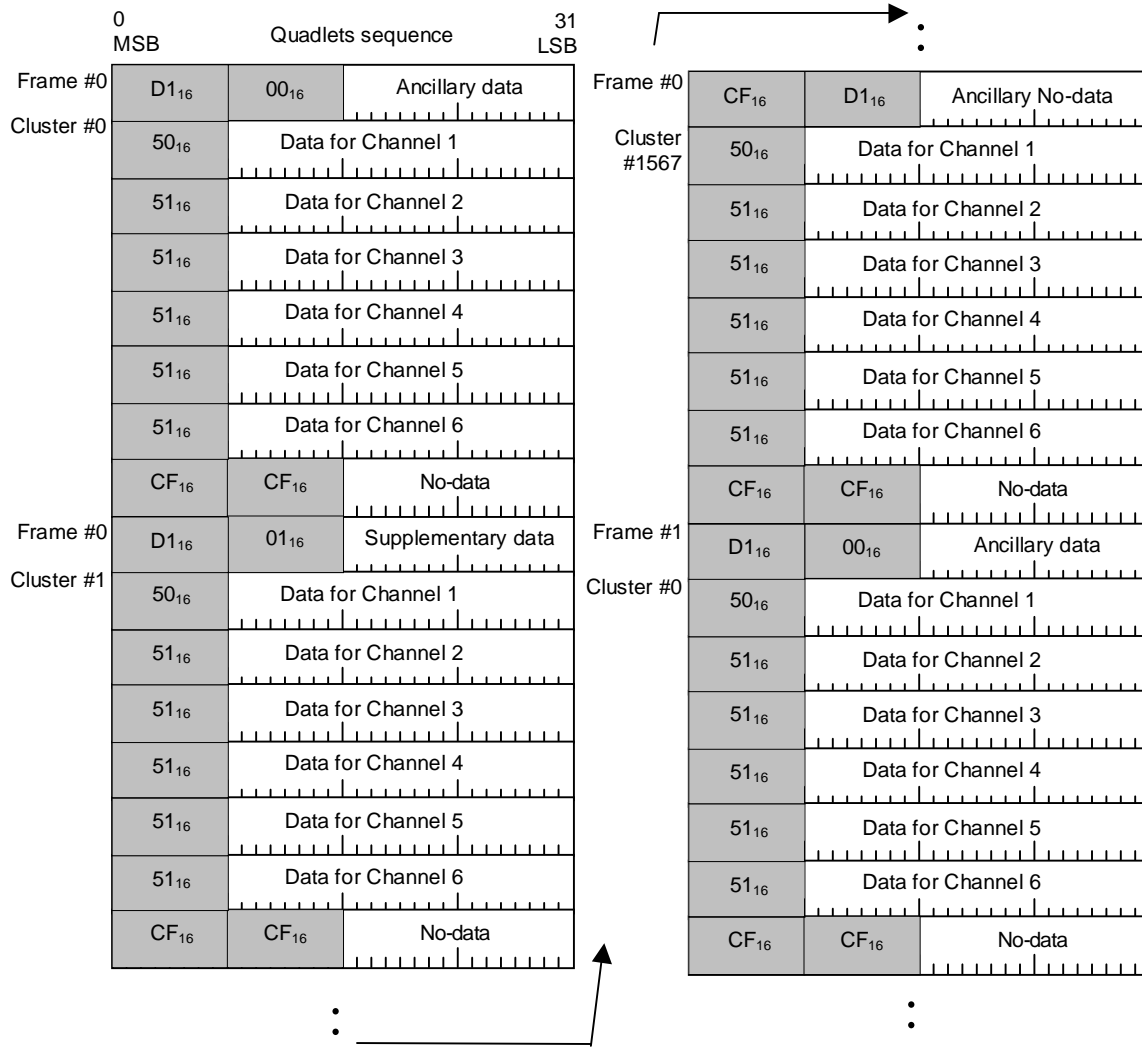 0 31
MSB Quadlets sequence LSB
Frame #0 D1₁₆ 00₁₆ Ancillary data
Cluster #0
50₁₆ Data for Channel 1
51₁₆ Data for Channel 2
51₁₆ Data for Channel 3
51₁₆ Data for Channel 4
51₁₆ Data for Channel 5
51₁₆ Data for Channel 6
CF₁₆ CF₁₆ No-data
Frame #0 D1₁₆ 01₁₆ Supplementary data
Cluster #1
50₁₆ Data for Channel 1
51₁₆ Data for Channel 2
51₁₆ Data for Channel 3
51₁₆ Data for Channel 4
51₁₆ Data for Channel 5
51₁₆ Data for Channel 6
CF₁₆ CF₁₆ No-data
Frame #0 CF₁₆ D1₁₆ Ancillary No-data
Cluster
#1567
50₁₆ Data for Channel 1
51₁₆ Data for Channel 2
51₁₆ Data for Channel 3
51₁₆ Data for Channel 4
51₁₆ Data for Channel 5
51₁₆ Data for Channel 6
CF₁₆ CF₁₆ No-data
Frame #1 D1₁₆ 00₁₆ Ancillary data
Cluster #0
50₁₆ Data for Channel 1
51₁₆ Data for Channel 2
51₁₆ Data for Channel 3
51₁₆ Data for Channel 4
51₁₆ Data for Channel 5
51₁₆ Data for Channel 6
CF₁₆ CF₁₆ No-data